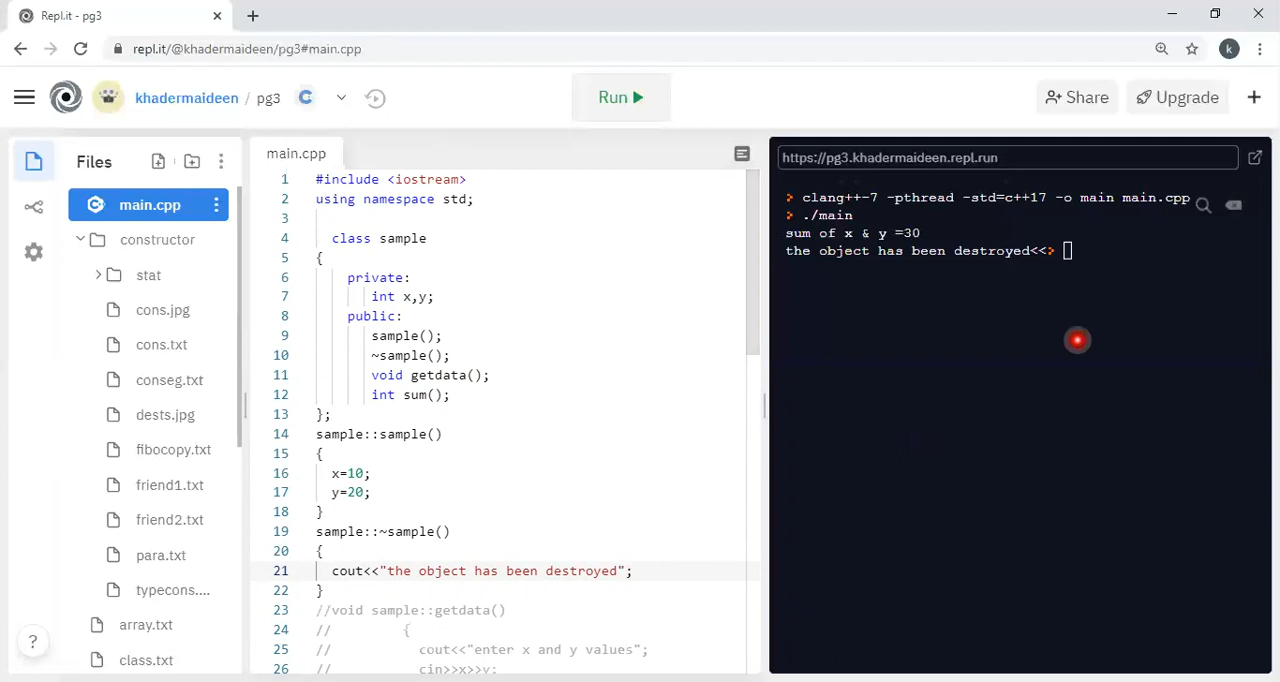 Repl.it - pg3
repl.it/@khadermaideen/pg3#main.cpp
k
khadermaideen / pg3
Run
Share
Upgrade
Files
main.cpp
constructor
stat
cons.jpg
cons.txt
conseg.txt
dests.jpg
fibocopy.txt
friend1.txt
friend2.txt
para.txt
typecons....
array.txt
class.txt
?
main.cpp
1 #include <iostream>
2 using namespace std;
3
4 class sample
5 {
6 private:
7 int x,y;
8 public:
9 sample();
10 ~sample();
11 void getdata();
12 int sum();
13 };
14 sample::sample()
15 {
16 x=10;
17 y=20;
18 }
19 sample::~sample()
20 {
21 cout<<"the object has been destroyed";
22 }
23 //void sample::getdata()
24 // {
25 // cout<<"enter x and y values";
26 // cin>>x>>y;
https://pg3.khadermaideen.repl.run
> clang++-7 -pthread -std=c++17 -o main main.cpp
> ./main
sum of x & y =30
the object has been destroyed<<>